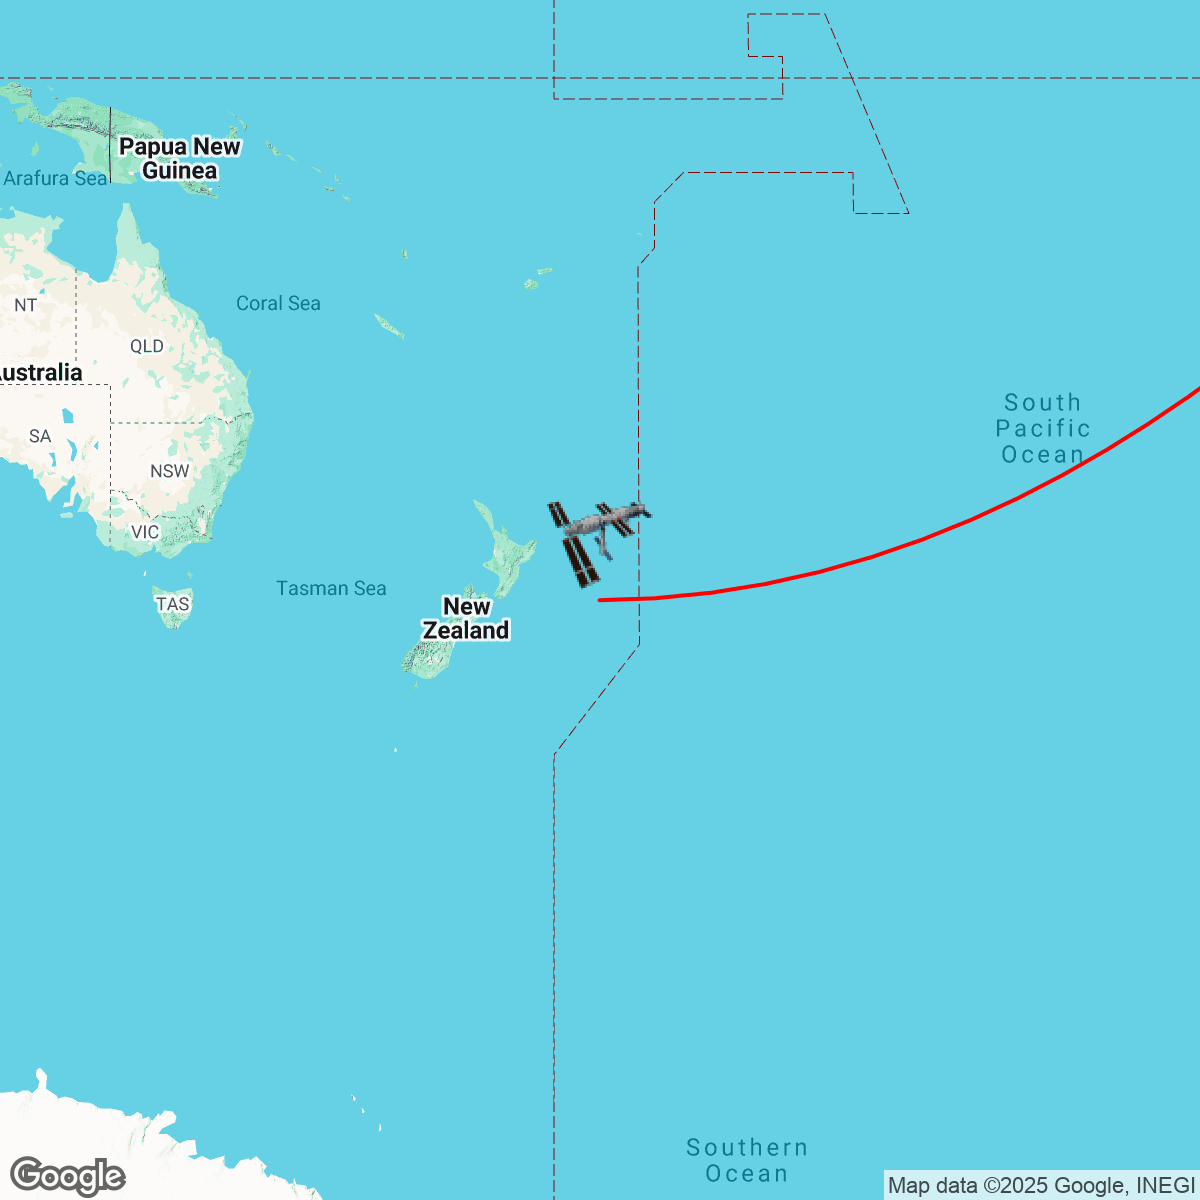 Papua New
Guinea
Arafura Sea
NT
Coral Sea
QLD
ustralia
South
Pacific
Ocean
SA
NSW
VIC
Tasman Sea
TAS
New
Zealand
Southern
Ocean
Google
Map data ©2025 Google, INEGI